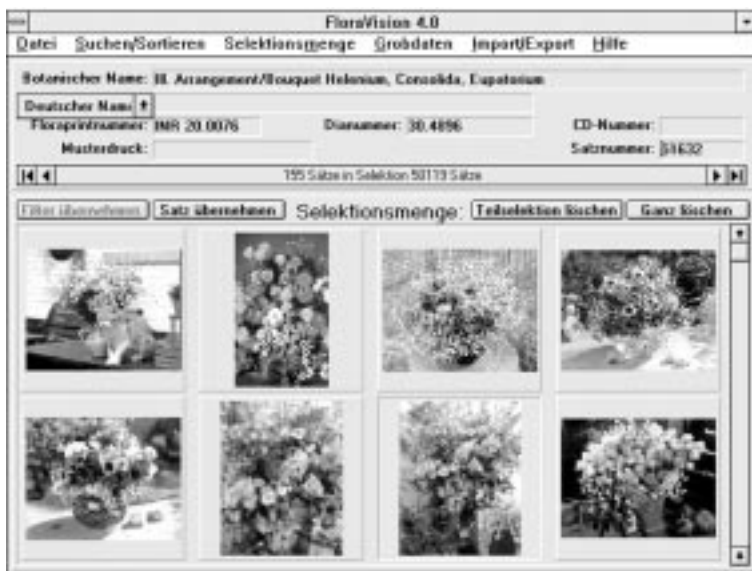 FloraVision 4.0
Datei Suchen/Sortieren Selektionsmenge Grobdaten Import/Export Hilfe
Botanischer Name: III. Arrangement/Bouquet Helenium, Consolida, Eupatorium
Deutscher Name
Floraprintnummer: INR 20.0076 Dianummer: 30.4896 CD-Nummer:
Musterdruck: Satznummer: 51632
195 Sätze in Selektion 50119 Sätze
Filter übernehmen Satz übernehmen Selektionsmenge: Teilselektion löschen Ganz löschen